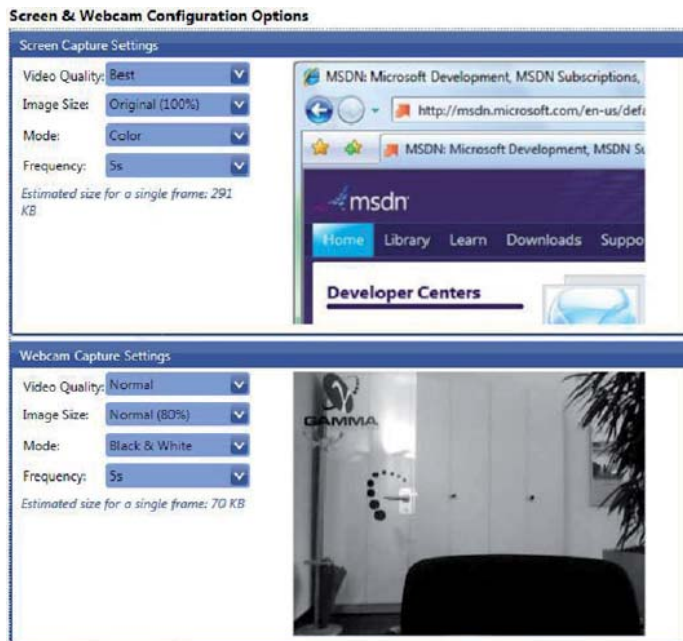 Screen & Webcam Configuration Options
Screen Capture Settings
Video Quality: Best
Image Size: Original (100%)
Mode: Color
Frequency: 5s
Estimated size for a single frame: 291
KB
MSDN: Microsoft Development, MSDN Subscriptions,
http://msdn.microsoft.com/en-us/defa
MSDN: Microsoft Development, MSDN Su
msdn
Home Library Learn Downloads Suppo
Developer Centers
Webcam Capture Settings
Video Quality: Normal
Image Size: Normal (80%)
Mode: Black & White
Frequency: 5s
Estimated size for a single frame: 70 KB
GAMMA